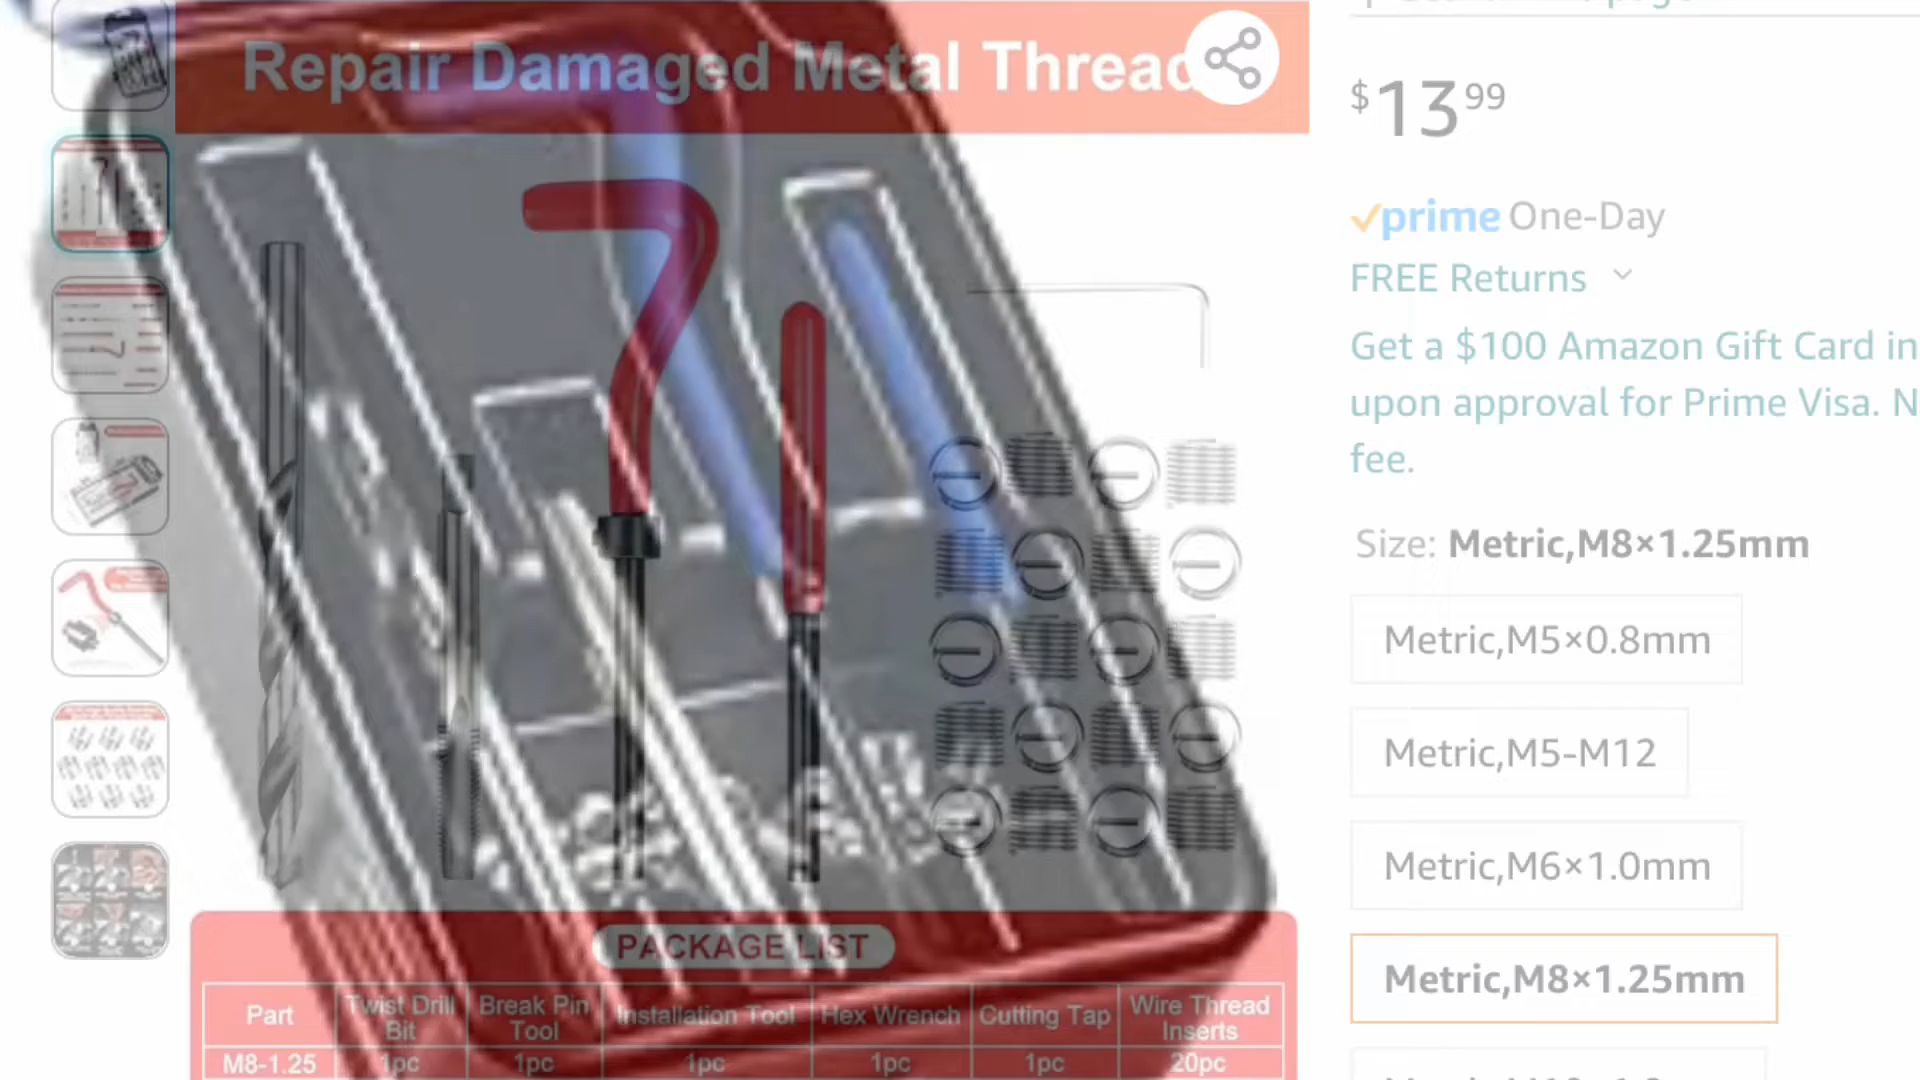 Repair Damaged Metal Thread
$13.99
prime One-Day
FREE Returns
Get a $100 Amazon Gift Card in
upon approval for Prime Visa. N
fee.
Size: Metric,M8×1.25mm
Metric,M5×0.8mm
Metric,M5-M12
Metric,M6×1.0mm
Metric,M8×1.25mm
PACKAGE LIST
Part Twist Drill Bit Break Pin Tool Installation Tool Hex Wrench Cutting Tap Wire Thread Inserts
M8-1.25 1pc 1pc 1pc 1pc 1pc 20pc